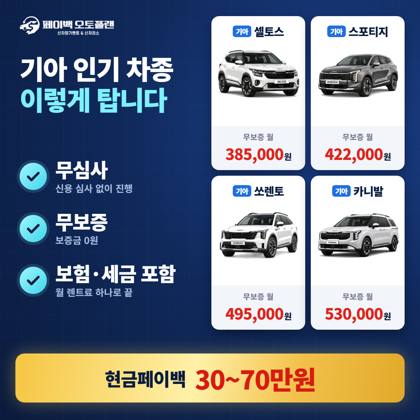 페이백 오토플랜
신차장기렌트 & 신차리스
기아 인기 차종
이렇게 탑니다
무심사
신용 심사 없이 진행
무보증
보증금 0원
보험·세금 포함
월 렌트료 하나로 끝
기아 셀토스
무보증 월
385,000원
기아 스포티지
무보증 월
422,000원
기아 쏘렌토
무보증 월
495,000원
기아 카니발
무보증 월
530,000원
현금페이백 30~70만원